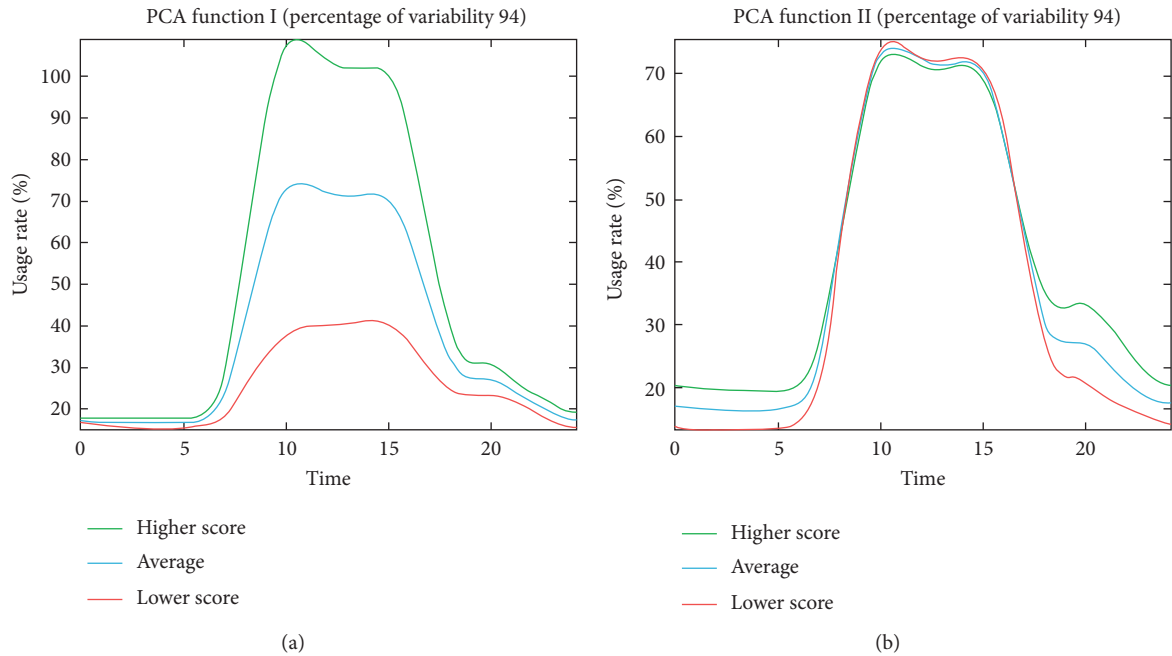 PCA function I (percentage of variability 94)
100
90
80
70
60
50
40
30
20
Usage rate (%)
0
5
10
15
20
Time
Higher score
Average
Lower score
(a)
PCA function II (percentage of variability 94)
70
60
50
40
30
20
Usage rate (%)
0
5
10
15
20
Time
Higher score
Average
Lower score
(b)